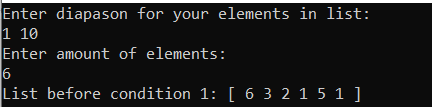 Enter diapason for your elements in list:
1 10
Enter amount of elements:
6
List before condition 1: [ 6 3 2 1 5 1 ]